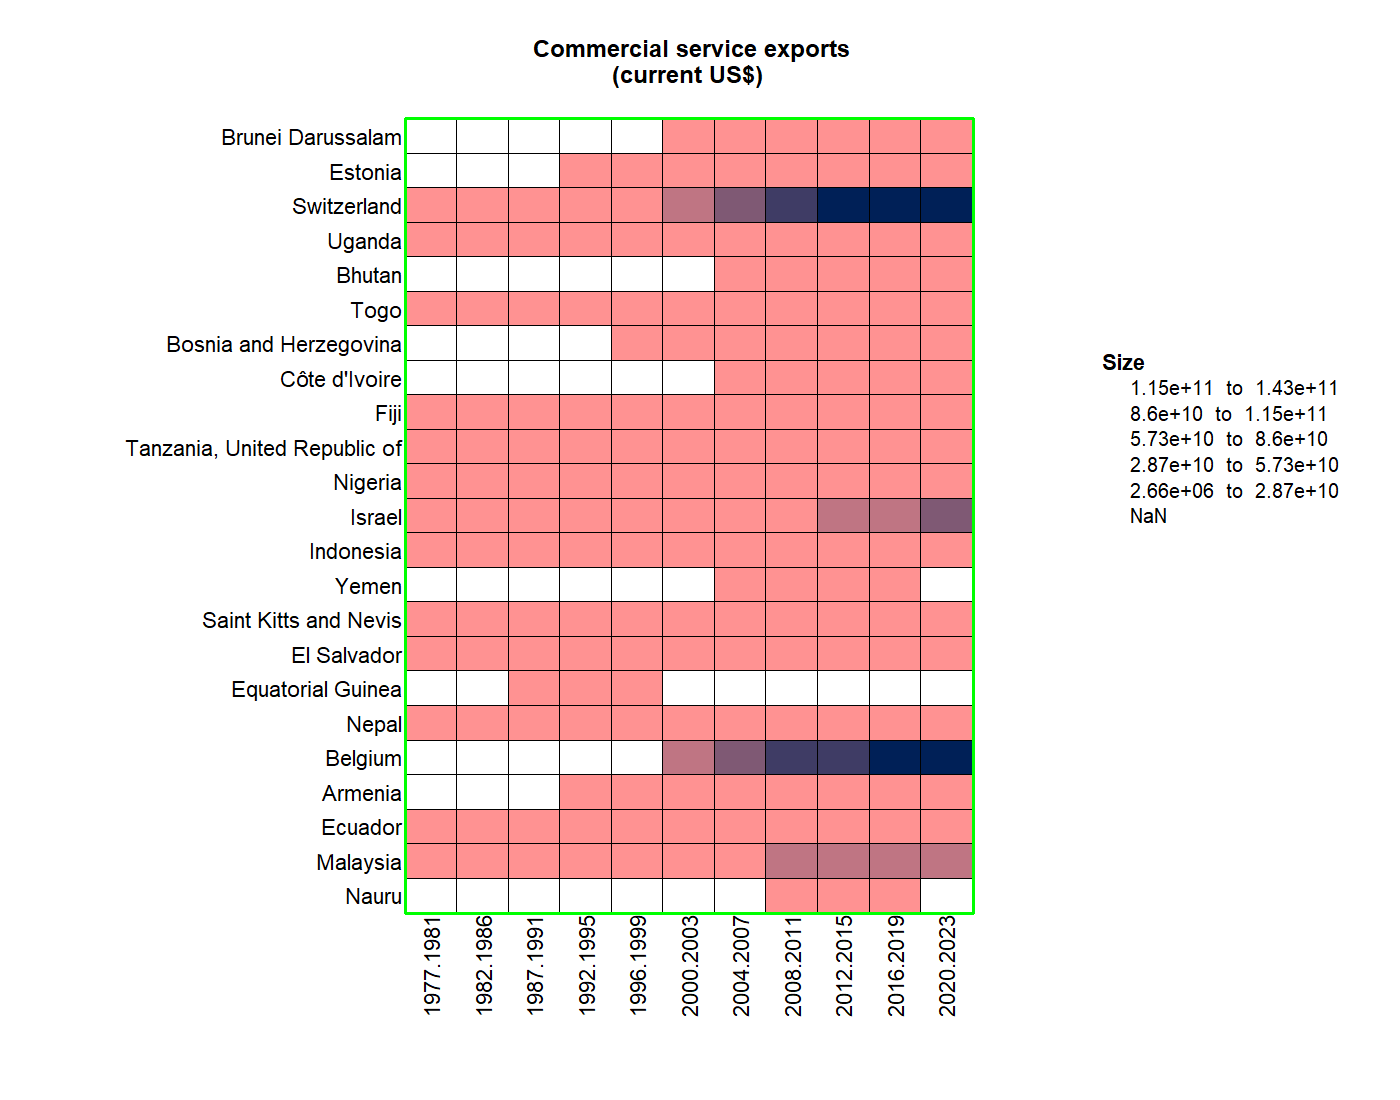 Commercial service exports
(current US$)
Brunei Darussalam
Estonia
Switzerland
Uganda
Bhutan
Togo
Bosnia and Herzegovina
Côte d'Ivoire
Fiji
Tanzania, United Republic of
Nigeria
Israel
Indonesia
Yemen
Saint Kitts and Nevis
El Salvador
Equatorial Guinea
Nepal
Belgium
Armenia
Ecuador
Malaysia
Nauru
1977.1981
1982.1986
1987.1991
1992.1995
1996.1999
2000.2003
2004.2007
2008.2011
2012.2015
2016.2019
2020.2023
Size
1.15e+11 to 1.43e+11
8.6e+10 to 1.15e+11
5.73e+10 to 8.6e+10
2.87e+10 to 5.73e+10
2.66e+06 to 2.87e+10
NaN